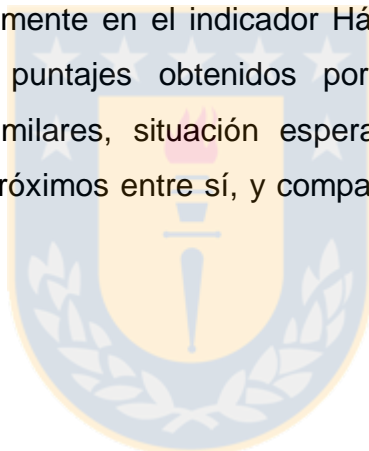 mente en el indicador Há
puntajes obtenidos por
milares, situación espera
róximos entre sí, y compa